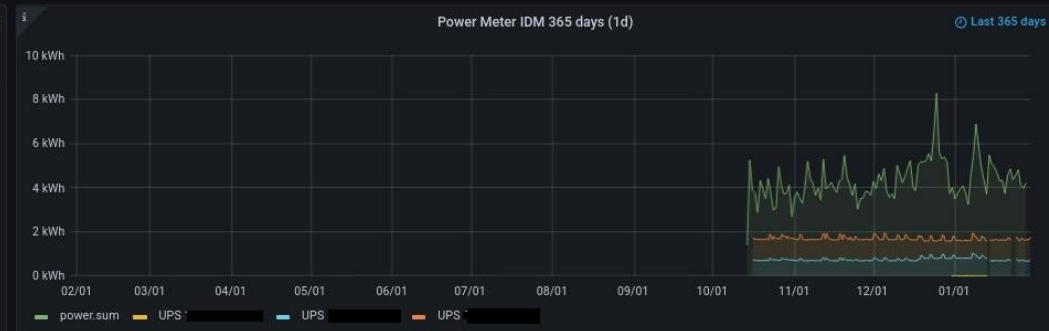 i
Power Meter IDM 365 days (1d)
Last 365 days
10 kWh
8 kWh
6 kWh
4 kWh
2 kWh
0 kWh
02/01 03/01 04/01 05/01 06/01 07/01 08/01 09/01 10/01 11/01 12/01 01/01
power.sum UPS UPS UPS